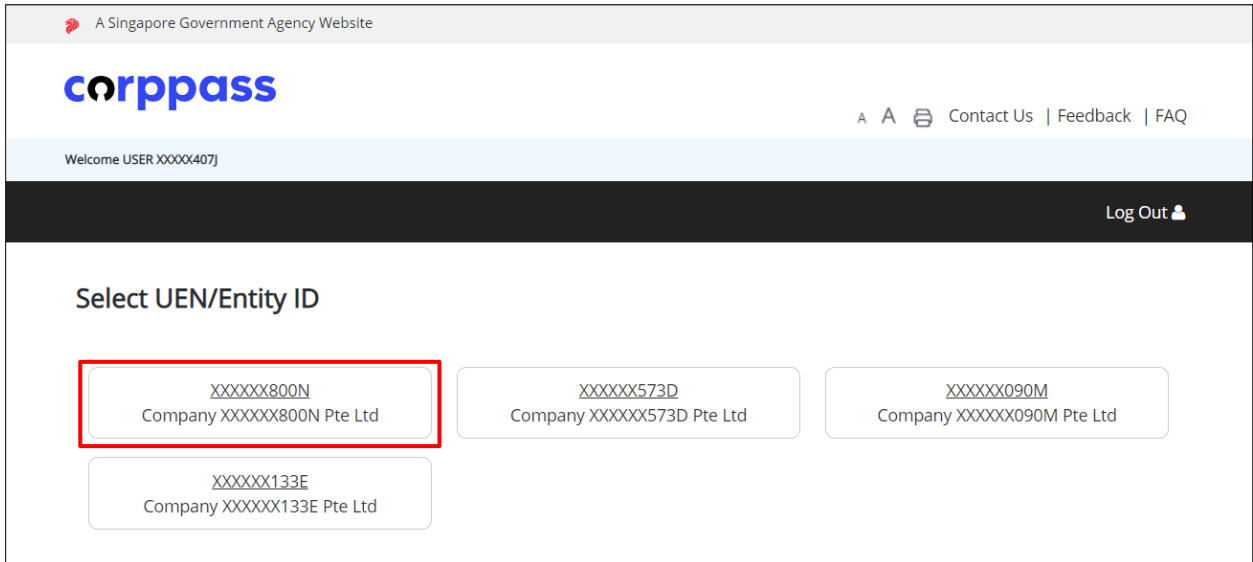 A Singapore Government Agency Website
corppass
A A Contact Us | Feedback | FAQ
Welcome USER XXXXX407J
Log Out
Select UEN/Entity ID
XXXXXX800N
Company XXXXXX800N Pte Ltd
XXXXXX573D
Company XXXXXX573D Pte Ltd
XXXXXX090M
Company XXXXXX090M Pte Ltd
XXXXXX133E
Company XXXXXX133E Pte Ltd